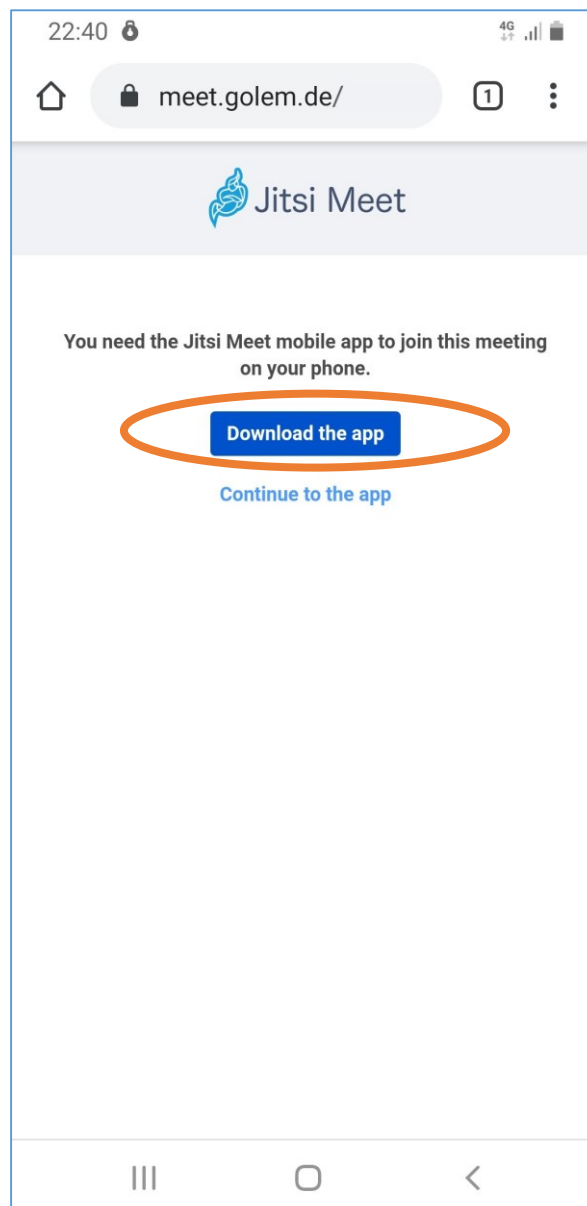 22:40
4G
meet.golem.de/
1
Jitsi Meet
You need the Jitsi Meet mobile app to join this meeting
on your phone.
Download the app
Continue to the app